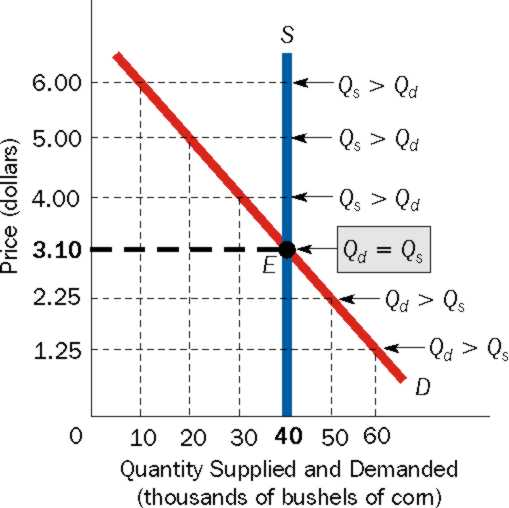 S
6.00
Qs > Qd
5.00
Qs > Qd
4.00
Qs > Qd
3.10
Qd = Qs
E
2.25
Qd > Qs
1.25
Qd > Qs
D
Price (dollars)
0 10 20 30 40 50 60
Quantity Supplied and Demanded
(thousands of bushels of corn)